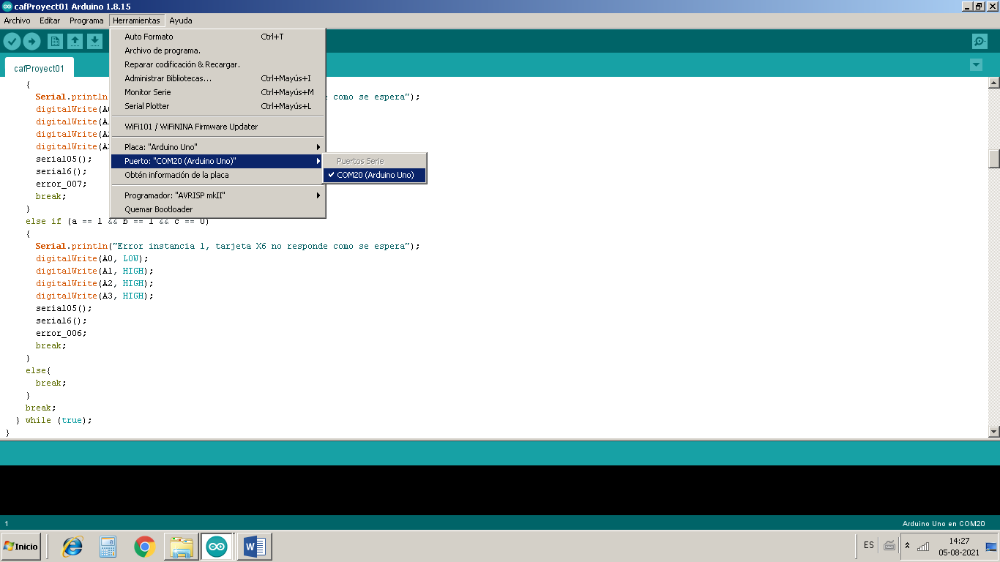 cafProyect01 Arduino 1.8.15
Archivo Editar Programa Herramientas Ayuda
cafProyect01
Auto Formato Ctrl+T
Archivo de programa.
Reparar codificación & Recargar.
Administrar Bibliotecas... Ctrl+Mayús+I
Monitor Serie Ctrl+Mayús+M
Serial Plotter Ctrl+Mayús+L
WiFi101 / WiFiNINA Firmware Updater
Placa: "Arduino Uno"
Puerto: "COM20 (Arduino Uno)"
Obtén información de la placa
Programador: "AVRISP mkII"
Quemar Bootloader
Puertos Serie
COM20 (Arduino Uno)
{
Serial.println como se espera");
digitalWrite(A
digitalWrite(A
digitalWrite(A
digitalWrite(A
serial05();
serial6();
error_007;
break;
}
else if (a == 1 && b == 1 && c == 0)
{
Serial.println("Error instancia 1, tarjeta X6 no responde como se espera");
digitalWrite(A0, LOW);
digitalWrite(A1, HIGH);
digitalWrite(A2, HIGH);
digitalWrite(A3, HIGH);
serial05();
serial6();
error_006;
break;
}
else{
break;
}
break;
} while (true);
}
1 Arduino Uno en COM20
Inicio ES 14:27
05-08-2021